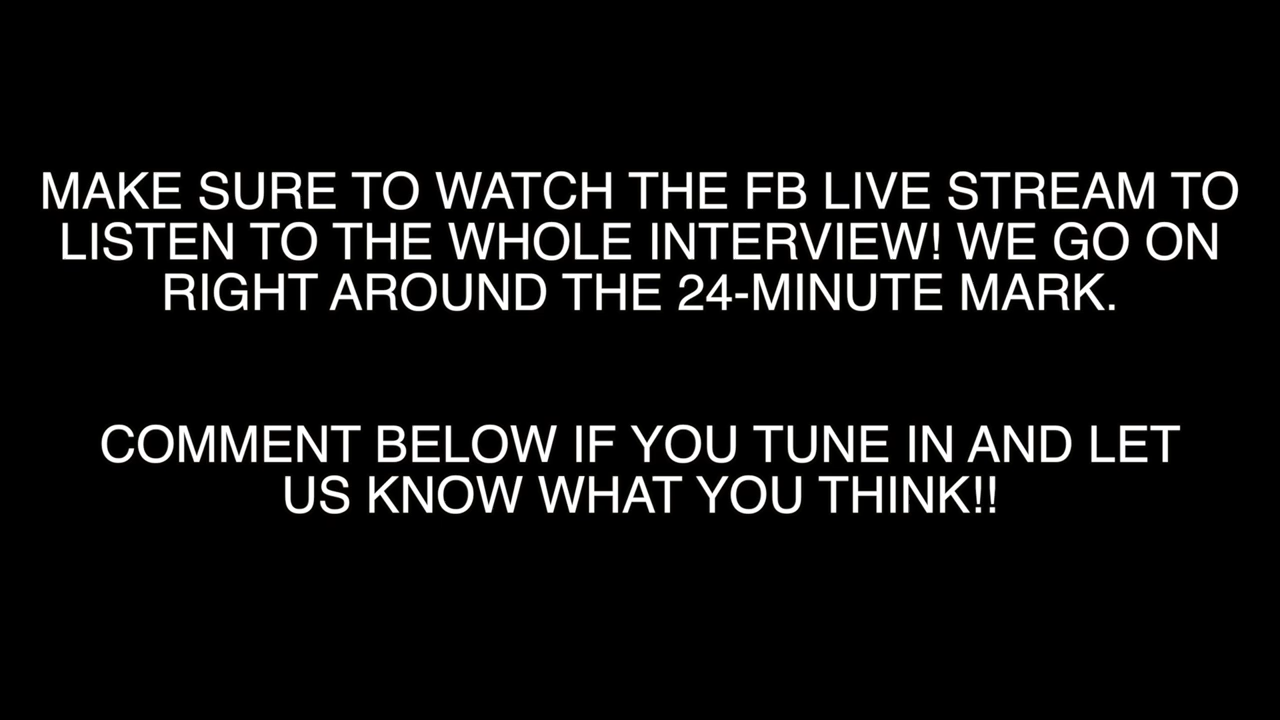 MAKE SURE TO WATCH THE FB LIVE STREAM TO
LISTEN TO THE WHOLE INTERVIEW! WE GO ON
RIGHT AROUND THE 24-MINUTE MARK.
COMMENT BELOW IF YOU TUNE IN AND LET
US KNOW WHAT YOU THINK!!